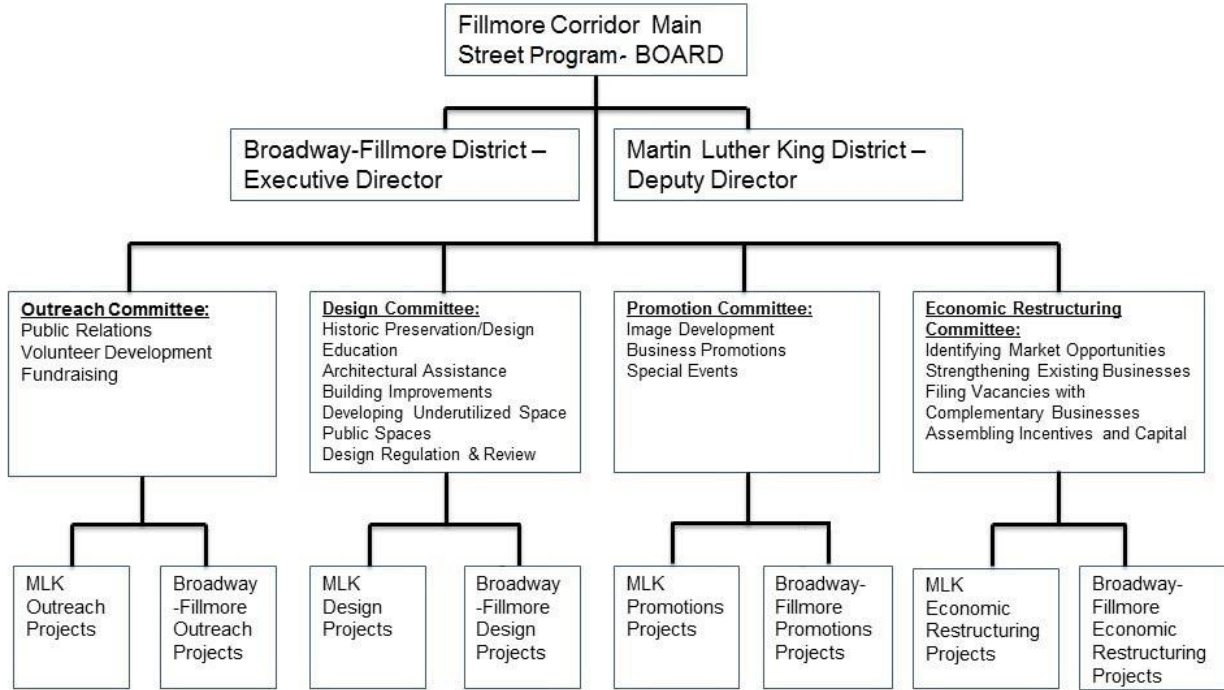 Fillmore Corridor Main
Street Program- BOARD
Broadway-Fillmore District –
Executive Director
Martin Luther King District –
Deputy Director
Outreach Committee:
Public Relations
Volunteer Development
Fundraising
Design Committee:
Historic Preservation/Design
Education
Architectural Assistance
Building Improvements
Developing Underutilized Space
Public Spaces
Design Regulation & Review
Promotion Committee:
Image Development
Business Promotions
Special Events
Economic Restructuring
Committee:
Identifying Market Opportunities
Strengthening Existing Businesses
Filing Vacancies with
Complementary Businesses
Assembling Incentives and Capital
MLK
Outreach
Projects
Broadway
-Fillmore
Outreach
Projects
MLK
Design
Projects
Broadway
-Fillmore
Design
Projects
MLK
Promotions
Projects
Broadway-
Fillmore
Promotions
Projects
MLK
Economic
Restructuring
Projects
Broadway-
Fillmore
Economic
Restructuring
Projects